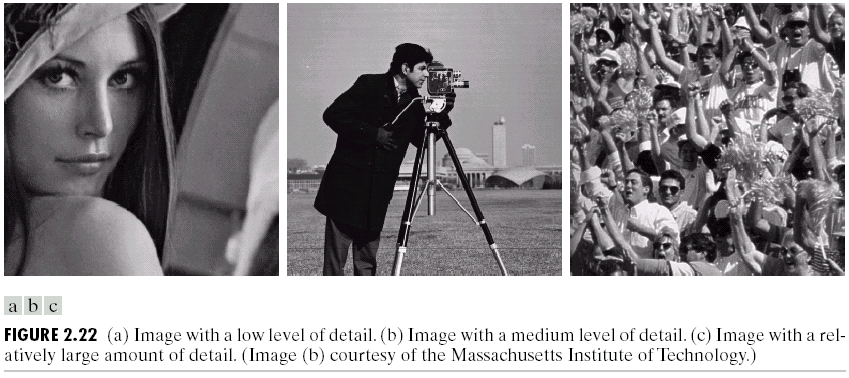 a b c
FIGURE 2.22 (a) Image with a low level of detail. (b) Image with a medium level of detail. (c) Image with a rel-
atively large amount of detail. (Image (b) courtesy of the Massachusetts Institute of Technology.)